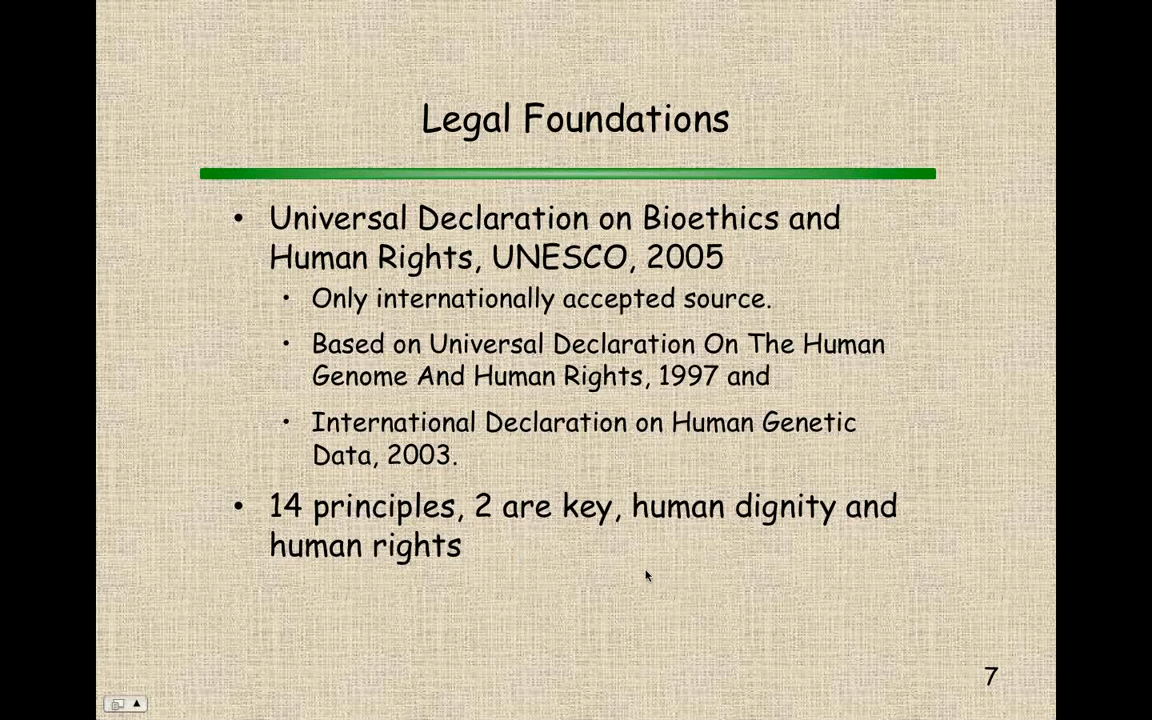 Legal Foundations
• Universal Declaration on Bioethics and
Human Rights, UNESCO, 2005
• Only internationally accepted source.
• Based on Universal Declaration On The Human
Genome And Human Rights, 1997 and
• International Declaration on Human Genetic
Data, 2003.
• 14 principles, 2 are key, human dignity and
human rights
7